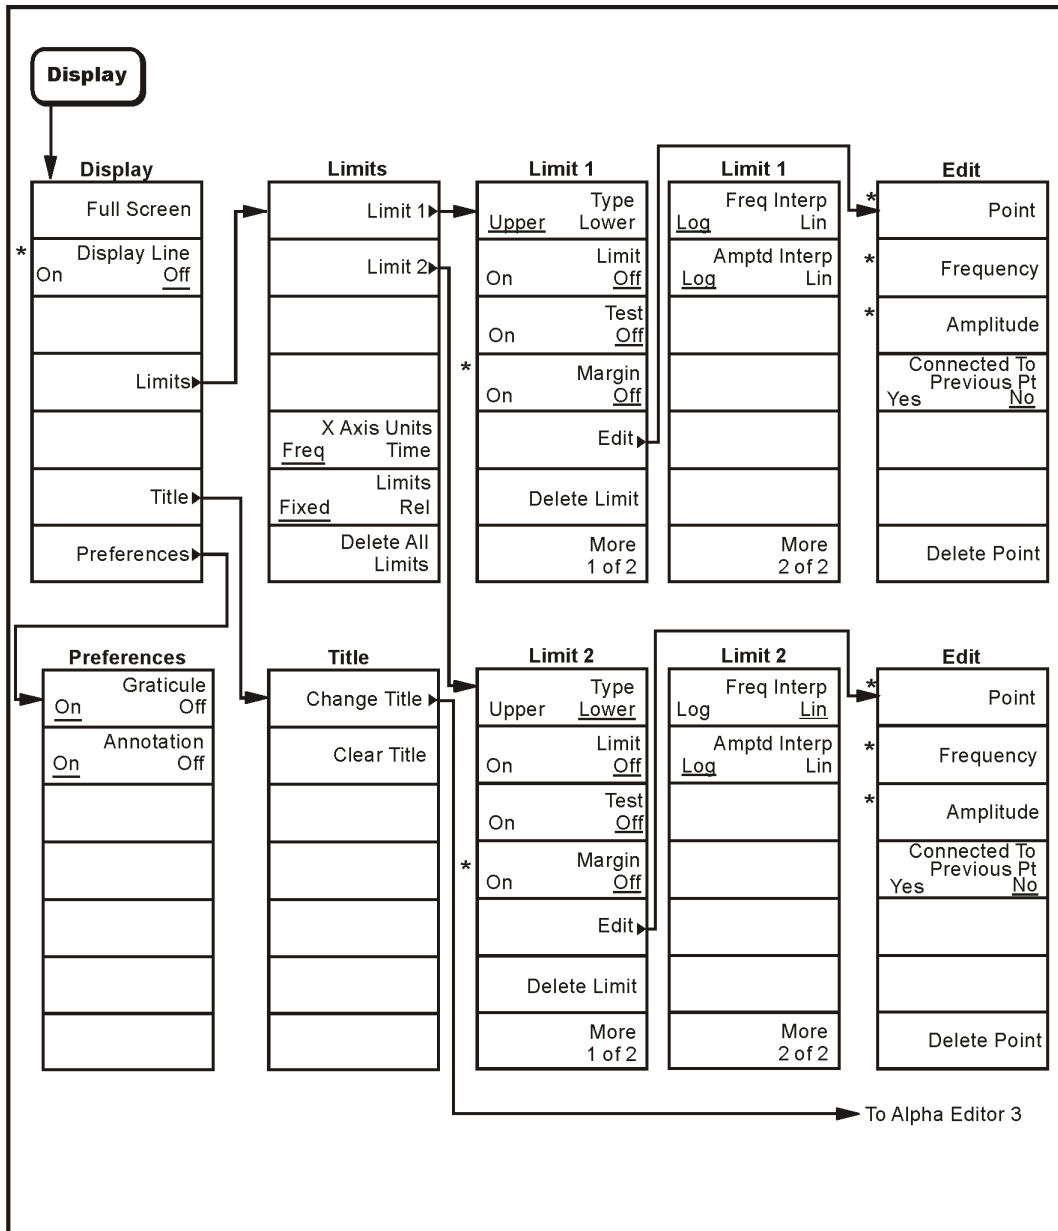 Display
Display
Full Screen
* Display Line
On Off
Limits
Title
Preferences
Limits
Limit 1
Limit 2
X Axis Units
Freq Time
Limits
Fixed Rel
Delete All
Limits
Limit 1
Type
Upper Lower
Limit
On Off
Test
On Off
* Margin
On Off
Edit
Delete Limit
More
1 of 2
Limit 1
Freq Interp
Log Lin
Amptd Interp
Log Lin
More
2 of 2
Edit
* Point
* Frequency
* Amplitude
Connected To
Previous Pt
Yes No
Delete Point
Preferences
Graticule
On Off
Annotation
On Off
Title
Change Title
Clear Title
Limit 2
Type
Upper Lower
Limit
On Off
Test
On Off
* Margin
On Off
Edit
Delete Limit
More
1 of 2
Limit 2
Freq Interp
Log Lin
Amptd Interp
Log Lin
More
2 of 2
Edit
* Point
* Frequency
* Amplitude
Connected To
Previous Pt
Yes No
Delete Point
To Alpha Editor 3